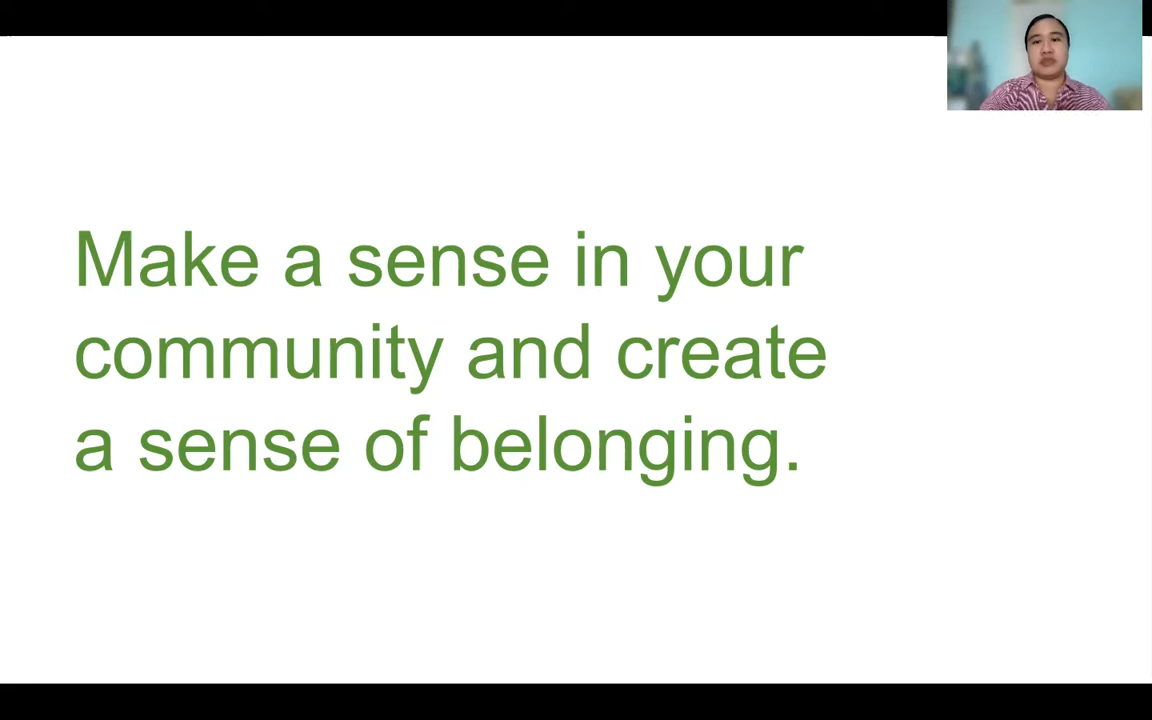 Make a sense in your
community and create
a sense of belonging.